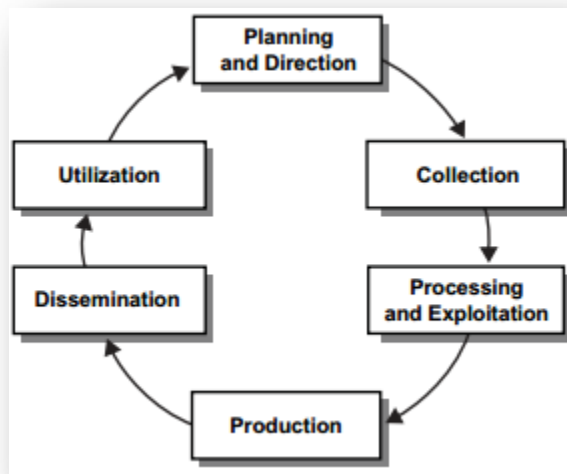 Planning
and Direction
Collection
Processing
and Exploitation
Production
Dissemination
Utilization